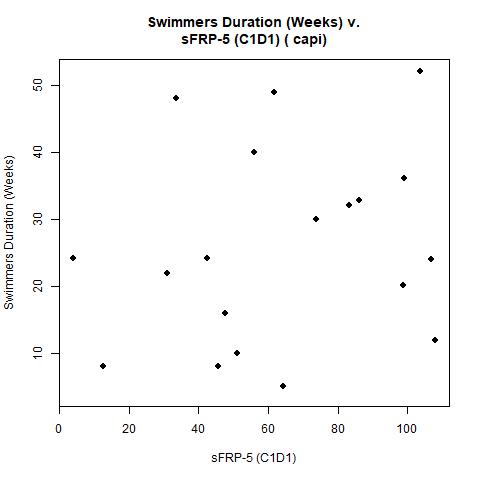 Swimmers Duration (Weeks) v.
sFRP-5 (C1D1) ( capi)
Swimmers Duration (Weeks)
50
40
30
20
10
0 20 40 60 80 100
sFRP-5 (C1D1)